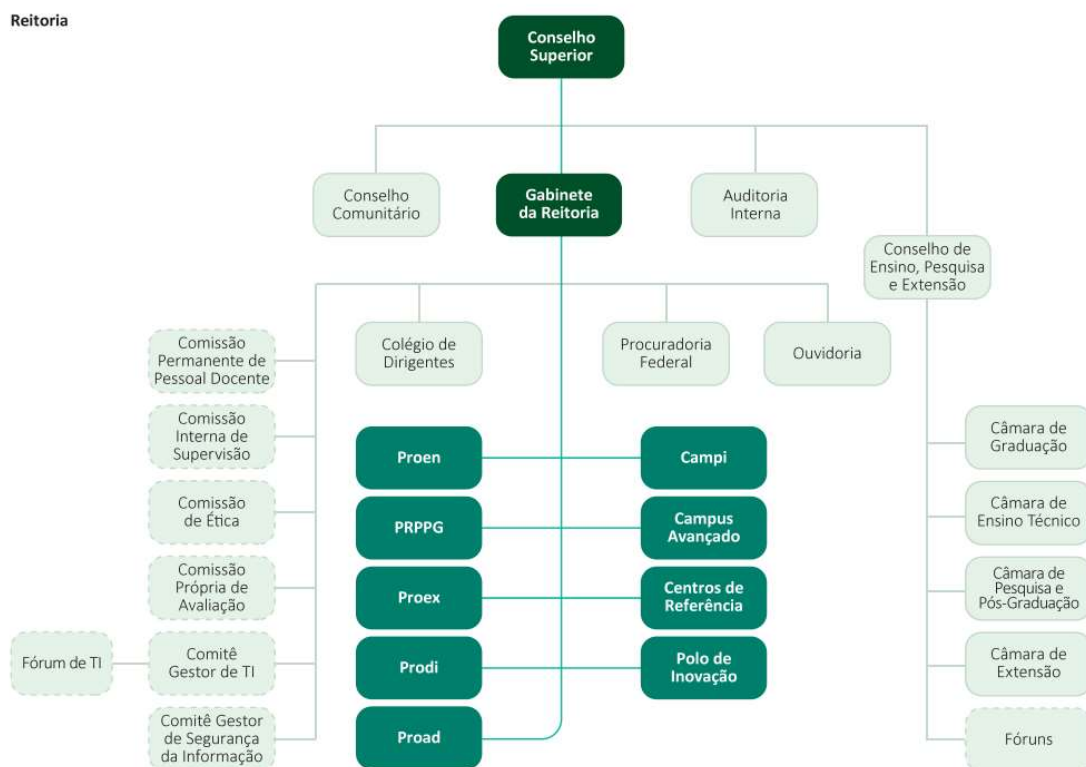 Reitoria
Conselho
Superior
Conselho
Comunitário
Gabinete
da Reitoria
Auditoria
Interna
Conselho de
Ensino, Pesquisa
e Extensão
Comissão
Permanente de
Pessoal Docente
Colégio de
Dirigentes
Procuradoria
Federal
Ouvidoria
Comissão
Interna de
Supervisão
Proen
Campi
Câmara de
Graduação
Comissão
de Ética
PRPPG
Campus
Avançado
Câmara de
Ensino Técnico
Comissão
Própria de
Avaliação
Proex
Centros de
Referência
Câmara de
Pesquisa e
Pós-Graduação
Fórum de TI
Comitê
Gestor de TI
Prodi
Polo de
Inovação
Câmara de
Extensão
Comitê Gestor
de Segurança
da Informação
Proad
Fóruns